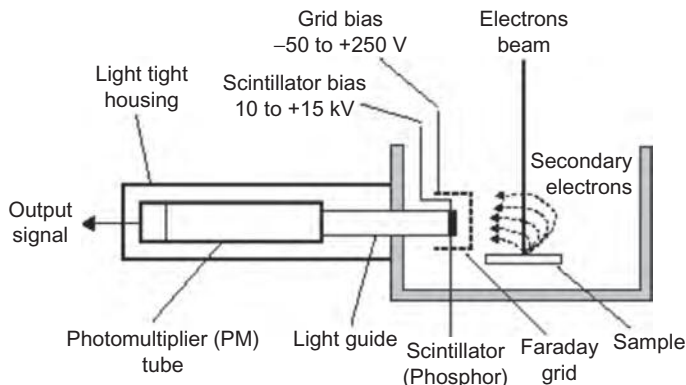 Grid bias
–50 to +250 V
Electrons
beam
Light tight
housing
Scintillator bias
10 to +15 kV
Secondary
electrons
Output
signal
Photomultiplier (PM)
tube
Light guide
Scintillator
(Phosphor)
Faraday
grid
Sample